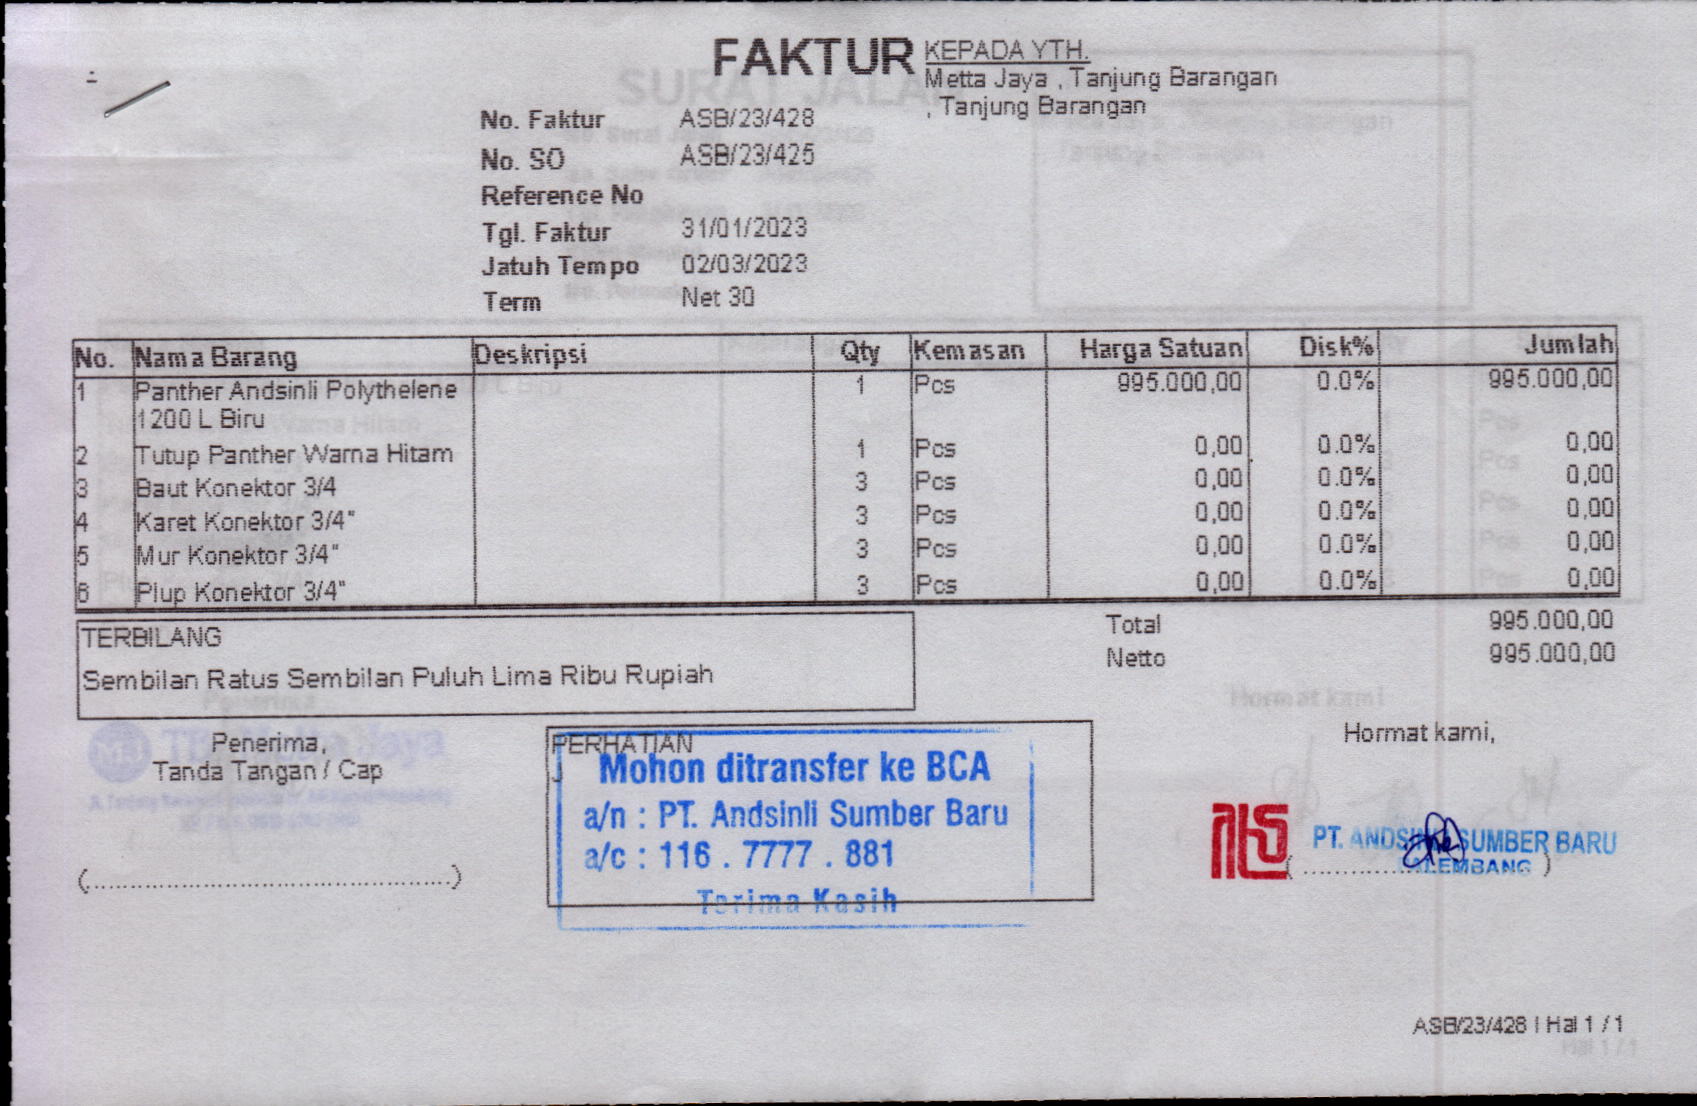 FAKTUR
KEPADA YTH.
Metta Jaya , Tanjung Barangan
, Tanjung Barangan
No. Faktur ASB/23/428
No. SO ASB/23/425
Reference No
Tgl. Faktur 31/01/2023
Jatuh Tempo 02/03/2023
Term Net 30
No. Nama Barang Deskripsi Qty Kemasan Harga Satuan Disk% Jumlah
1 Panther Andsinli Polythelene 1 Pcs 995.000,00 0.0% 995.000,00
1200 L Biru
2 Tutup Panther Warna Hitam 1 Pcs 0,00 0.0% 0,00
3 Baut Konektor 3/4 3 Pcs 0,00 0.0% 0,00
4 Karet Konektor 3/4" 3 Pcs 0,00 0.0% 0,00
5 Mur Konektor 3/4" 3 Pcs 0,00 0.0% 0,00
6 Plup Konektor 3/4" 3 Pcs 0,00 0.0% 0,00
TERBILANG
Sembilan Ratus Sembilan Puluh Lima Ribu Rupiah
Total 995.000,00
Netto 995.000,00
Penerima,
Tanda Tangan / Cap
(................................................)
PERHATIAN
Mohon ditransfer ke BCA
a/n : PT. Andsinli Sumber Baru
a/c : 116 . 7777 . 881
Terima Kasih
Hormat kami,
PT. ANDSINLI SUMBER BARU
PALEMBANG
ASB/23/428 | Hal 1 / 1